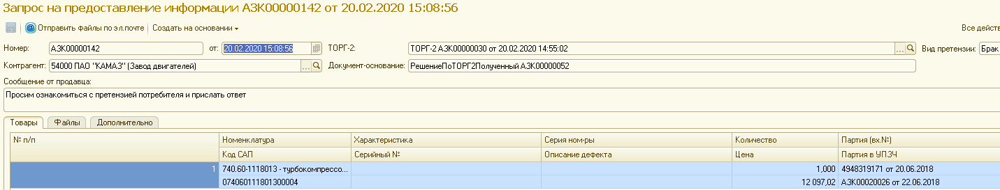 Запрос на предоставление информации АЗК00000142 от 20.02.2020 15:08:56
Отправить файлы по эл.почте Создать на основании Все дейст
Номер: АЗК00000142 от: 20.02.2020 15:08:56 ТОРГ-2: ТОРГ-2 АЗК00000030 от 20.02.2020 14:55:02 ... Вид претензии: Брак
Контрагент: 54000 ПАО "КАМАЗ" (Завод двигателей) ... Документ-основание: РешениеПоТОРГ2Полученный АЗК00000052
Сообщение от продавца:
Просим ознакомиться с претензией потребителя и прислать ответ
Товары Файлы Дополнительно
№ п/п Номенклатура Характеристика Серия ном-ры Количество Партия (вх.№)
Код САП Серийный № Описание дефекта Цена Партия в УПЗЧ
1 740.60-1118013 - турбокомпрессо... 1,000 4948319171 от 20.06.2018
074060111801300004 12 097,02 АЗК00020026 от 22.06.2018